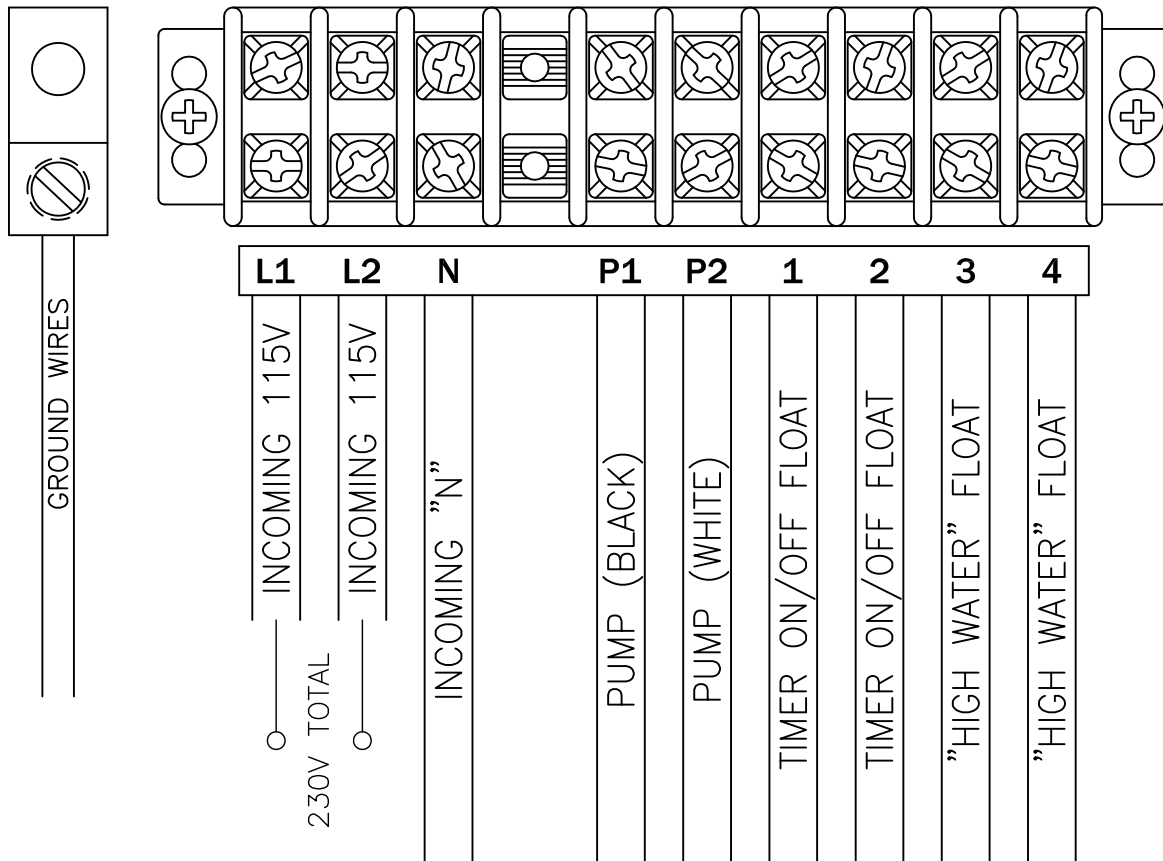 L1 L2 N P1 P2 1 2 3 4
GROUND WIRES
INCOMING 115V
INCOMING 115V
230V TOTAL
INCOMING ”N”
PUMP (BLACK)
PUMP (WHITE)
TIMER ON/OFF FLOAT
TIMER ON/OFF FLOAT
”HIGH WATER” FLOAT
”HIGH WATER” FLOAT